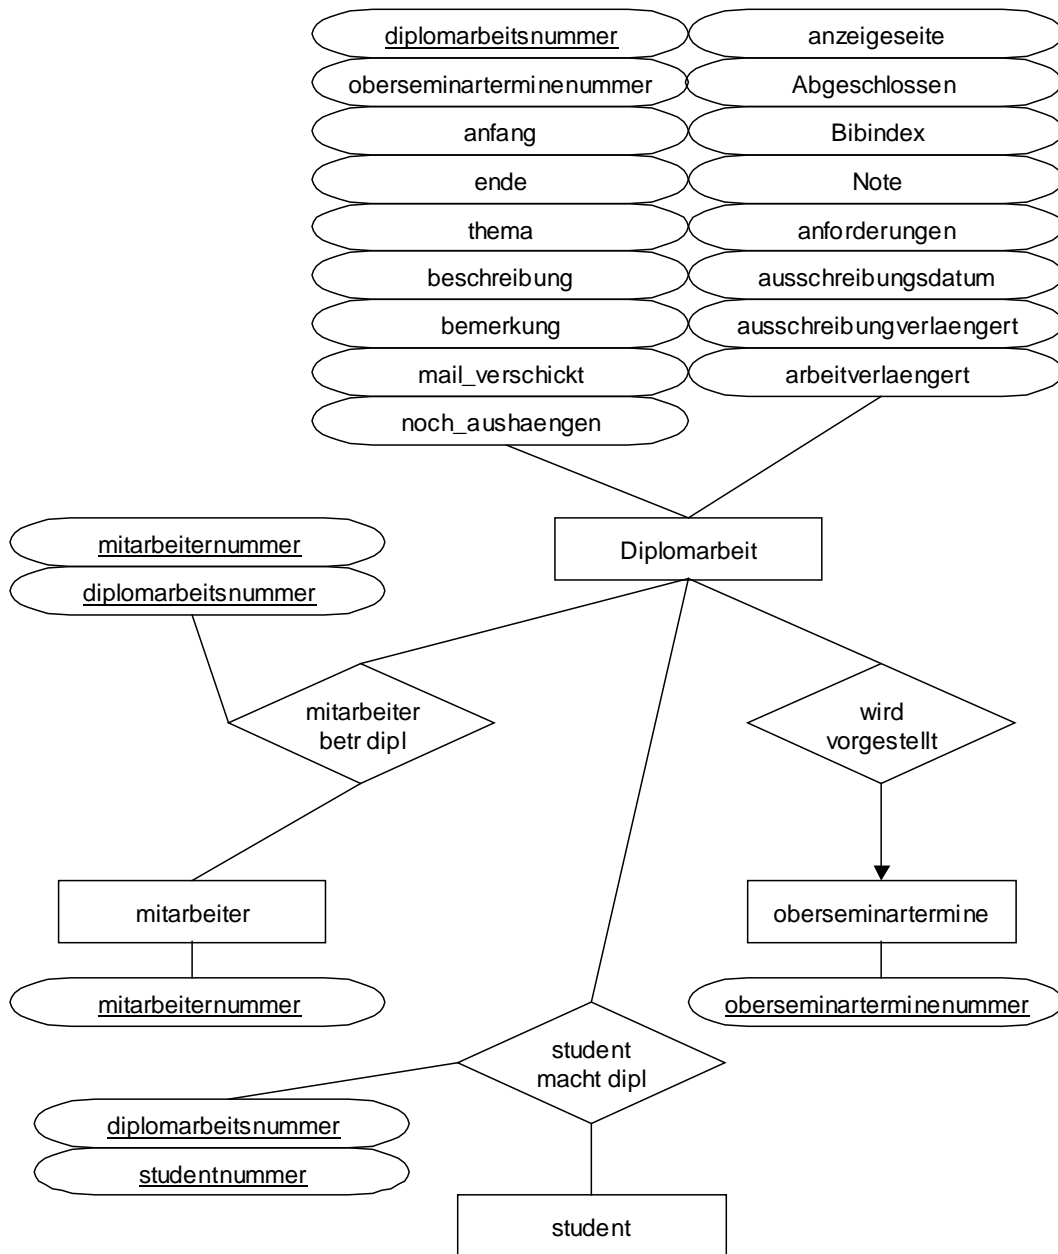 diplomarbeitsnummer
anzeigeseite
oberseminarterminenummer
Abgeschlossen
anfang
Bibindex
ende
Note
thema
anforderungen
beschreibung
ausschreibungsdatum
bemerkung
ausschreibungverlaengert
mail_verschickt
arbeitverlaengert
noch_aushaengen
mitarbeiternummer
Diplomarbeit
diplomarbeitsnummer
mitarbeiter
betr dipl
wird
vorgestellt
mitarbeiter
oberseminartermine
mitarbeiternummer
oberseminarterminenummer
student
macht dipl
diplomarbeitsnummer
studentnummer
student